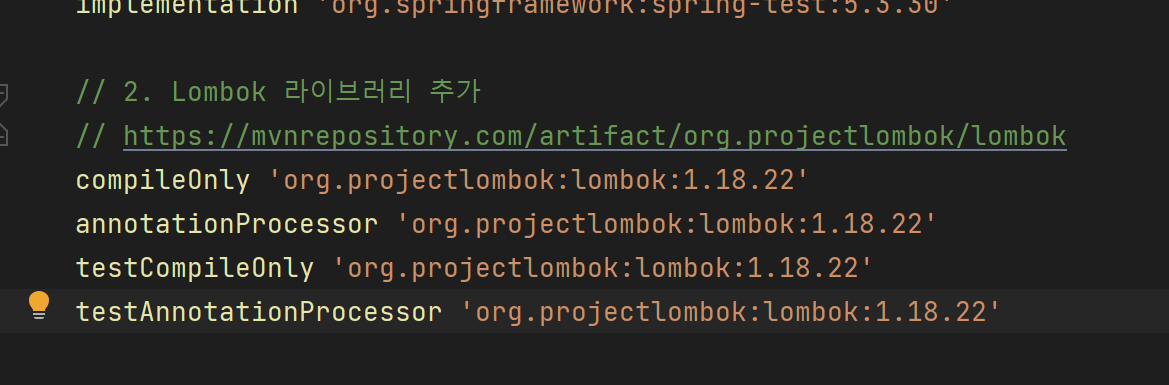 implementation 'org.springframework:spring-test:5.3.30'
// 2. Lombok 라이브러리 추가
// https://mvnrepository.com/artifact/org.projectlombok/lombok
compileOnly 'org.projectlombok:lombok:1.18.22'
annotationProcessor 'org.projectlombok:lombok:1.18.22'
testCompileOnly 'org.projectlombok:lombok:1.18.22'
testAnnotationProcessor 'org.projectlombok:lombok:1.18.22'